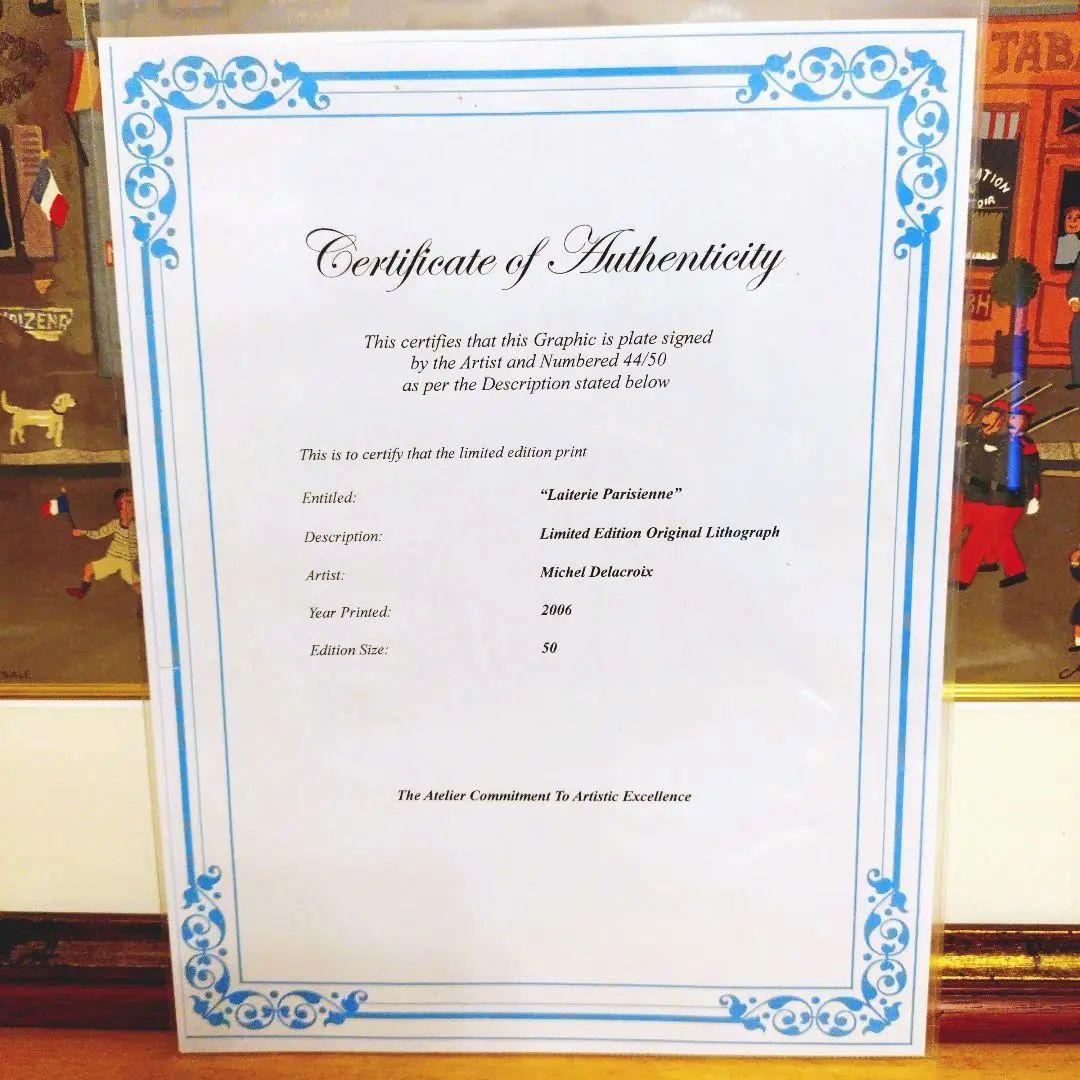 TABA
Certificate of Authenticity
This certifies that this Graphic is plate signed
by the Artist and Numbered 44/50
as per the Description stated below
This is to certify that the limited edition print
Entitled: “Laiterie Parisienne”
Description: Limited Edition Original Lithograph
Artist: Michel Delacroix
Year Printed: 2006
Edition Size: 50
The Atelier Commitment To Artistic Excellence